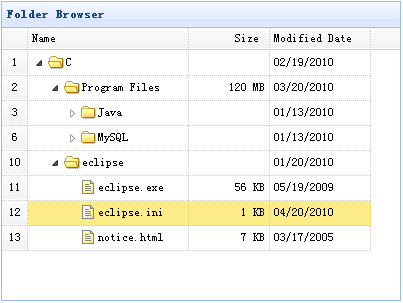 Folder Browser
Name Size Modified Date
1 C 02/19/2010
2 Program Files 120 MB 03/20/2010
3 Java 01/13/2010
6 MySQL 01/13/2010
10 eclipse 01/20/2010
11 eclipse.exe 56 KB 05/19/2009
12 eclipse.ini 1 KB 04/20/2010
13 notice.html 7 KB 03/17/2005